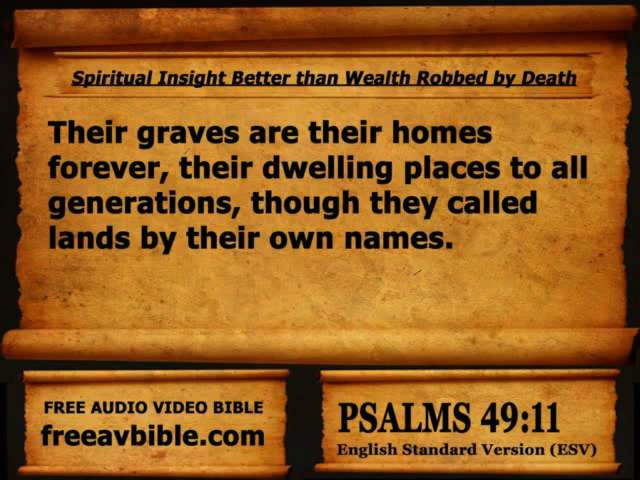 Spiritual Insight Better than Wealth Robbed by Death
Their graves are their homes
forever, their dwelling places to all
generations, though they called
lands by their own names.
FREE AUDIO VIDEO BIBLE
freeavbible.com
PSALMS 49:11
English Standard Version (ESV)